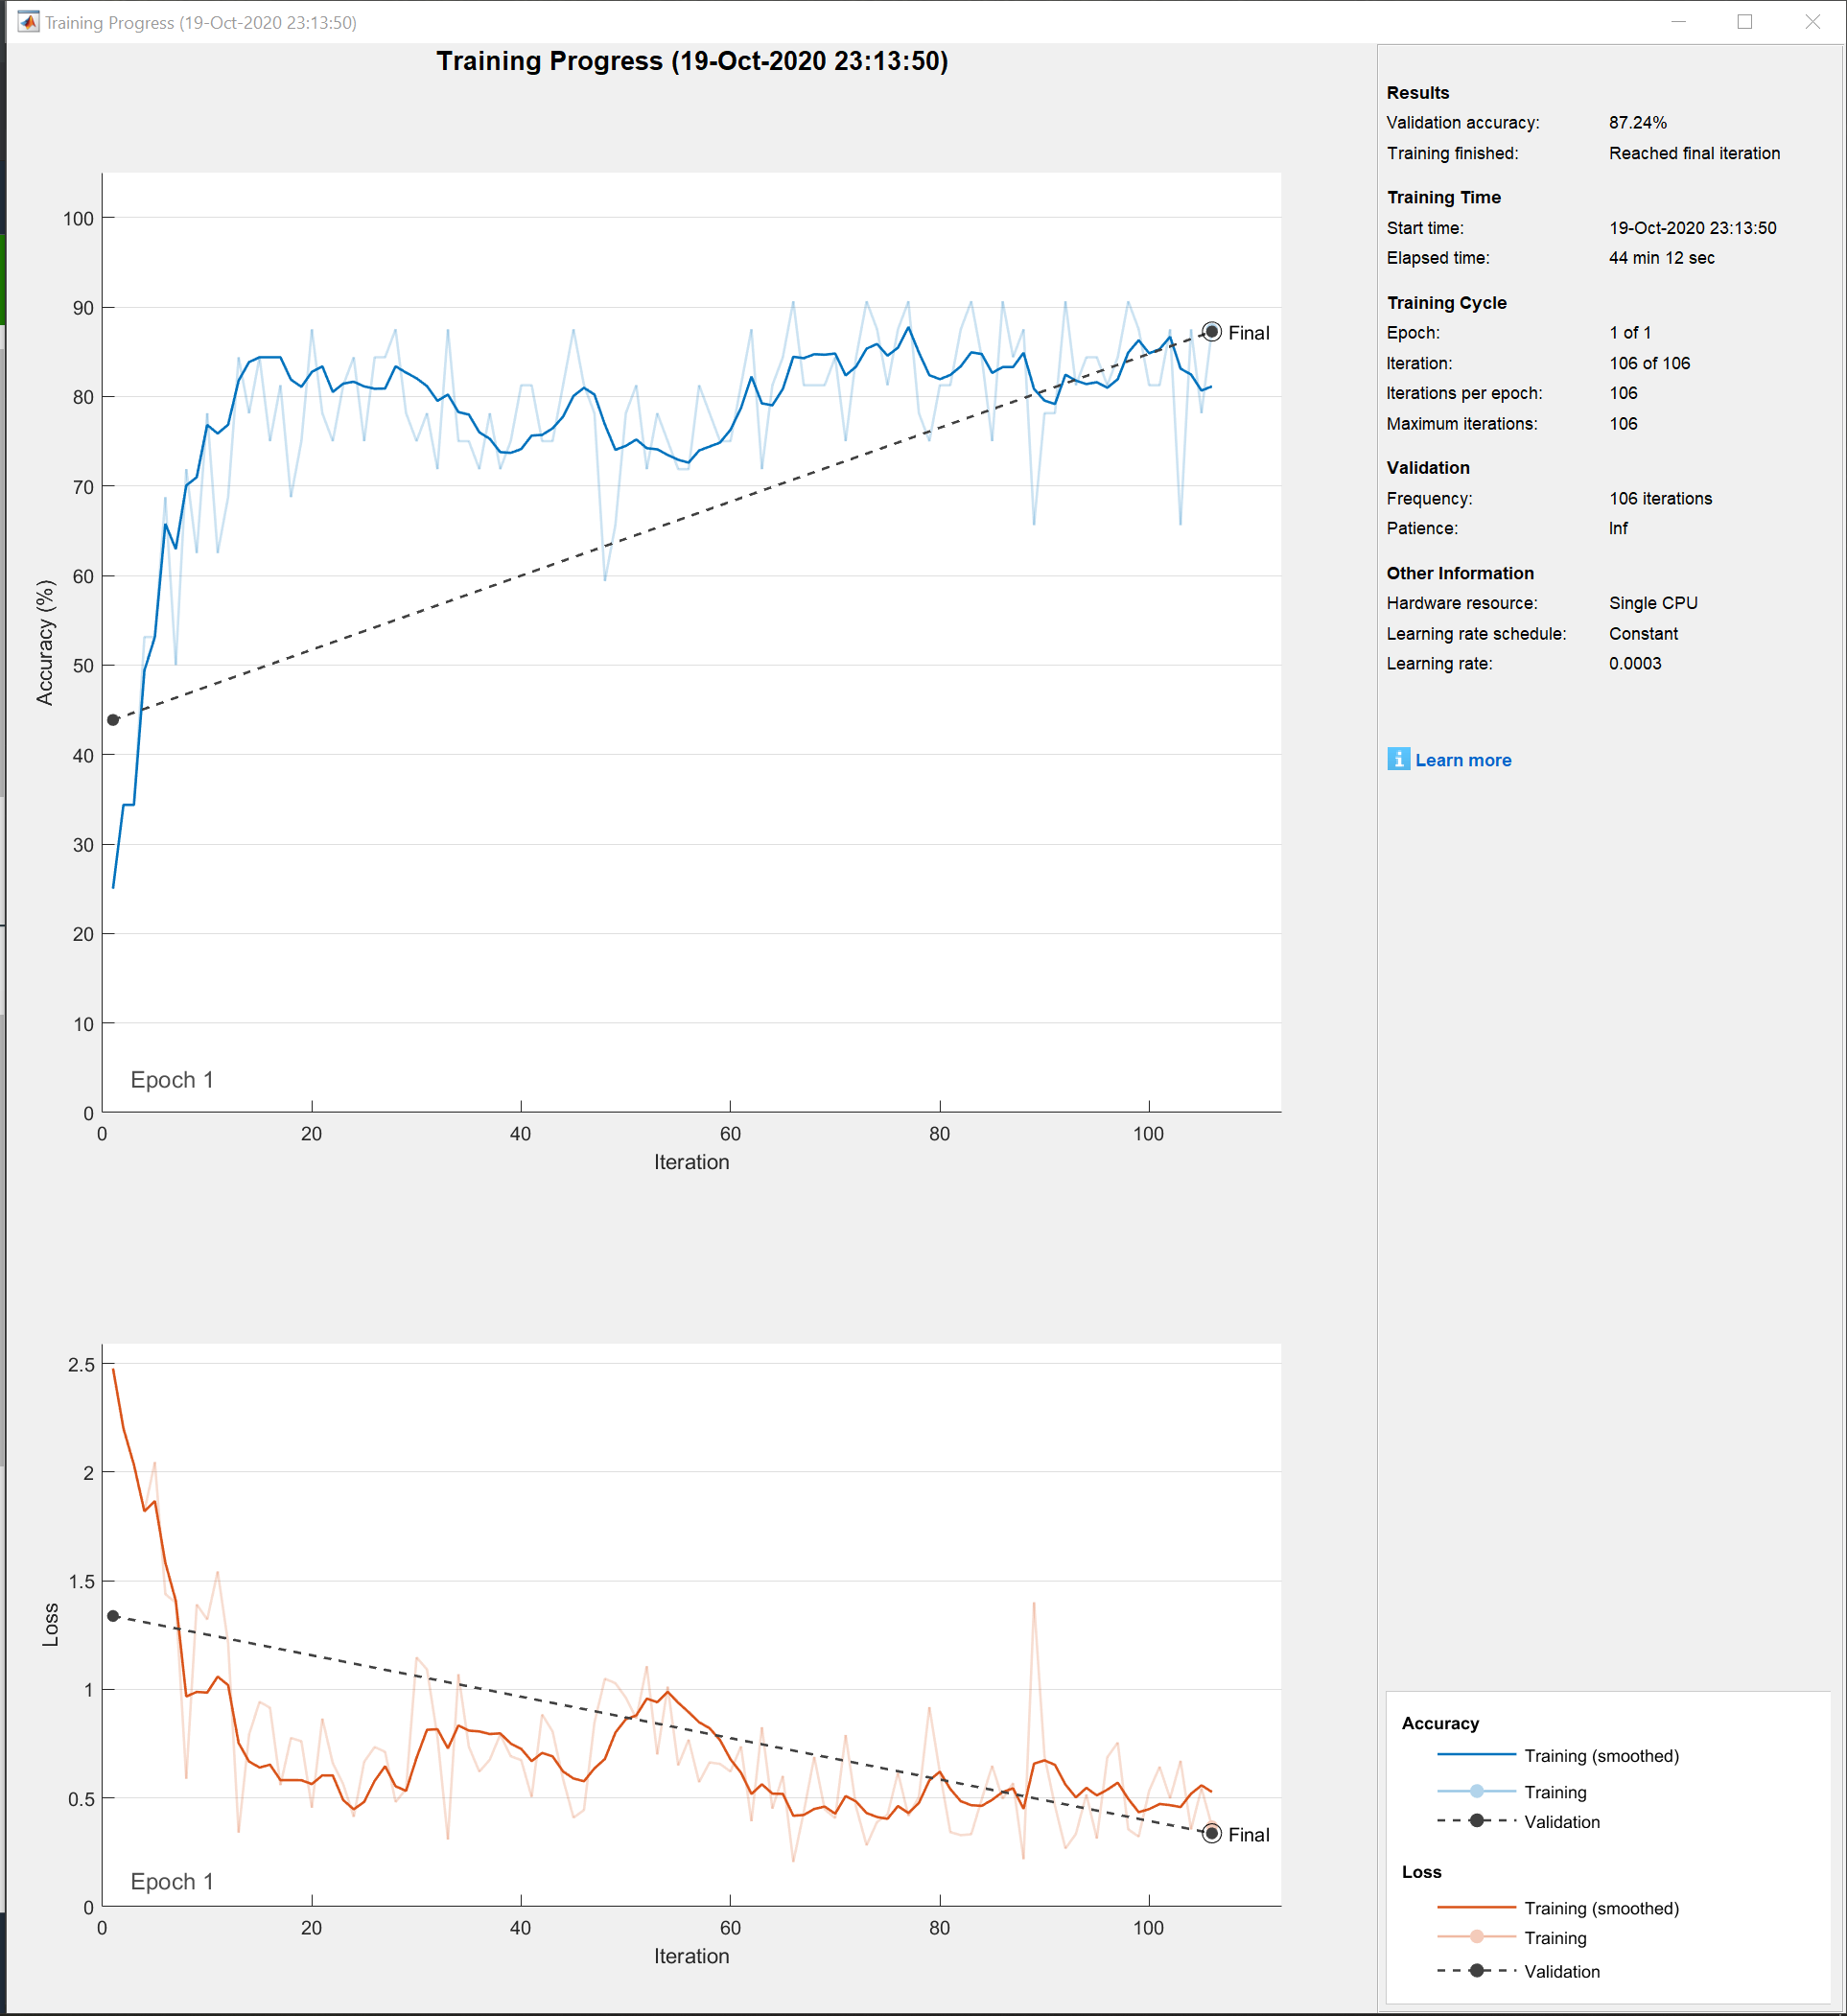 Training Progress (19-Oct-2020 23:13:50)
Training Progress (19-Oct-2020 23:13:50)
100
90
80
70
60
50
40
30
20
10
0
Accuracy (%)
Final
Epoch 1
0 20 40 60 80 100
Iteration
2.5
2
1.5
1
0.5
0
Loss
Final
Epoch 1
0 20 40 60 80 100
Iteration
Results
Validation accuracy: 87.24%
Training finished: Reached final iteration
Training Time
Start time: 19-Oct-2020 23:13:50
Elapsed time: 44 min 12 sec
Training Cycle
Epoch: 1 of 1
Iteration: 106 of 106
Iterations per epoch: 106
Maximum iterations: 106
Validation
Frequency: 106 iterations
Patience: Inf
Other Information
Hardware resource: Single CPU
Learning rate schedule: Constant
Learning rate: 0.0003
i Learn more
Accuracy
Training (smoothed)
Training
Validation
Loss
Training (smoothed)
Training
Validation